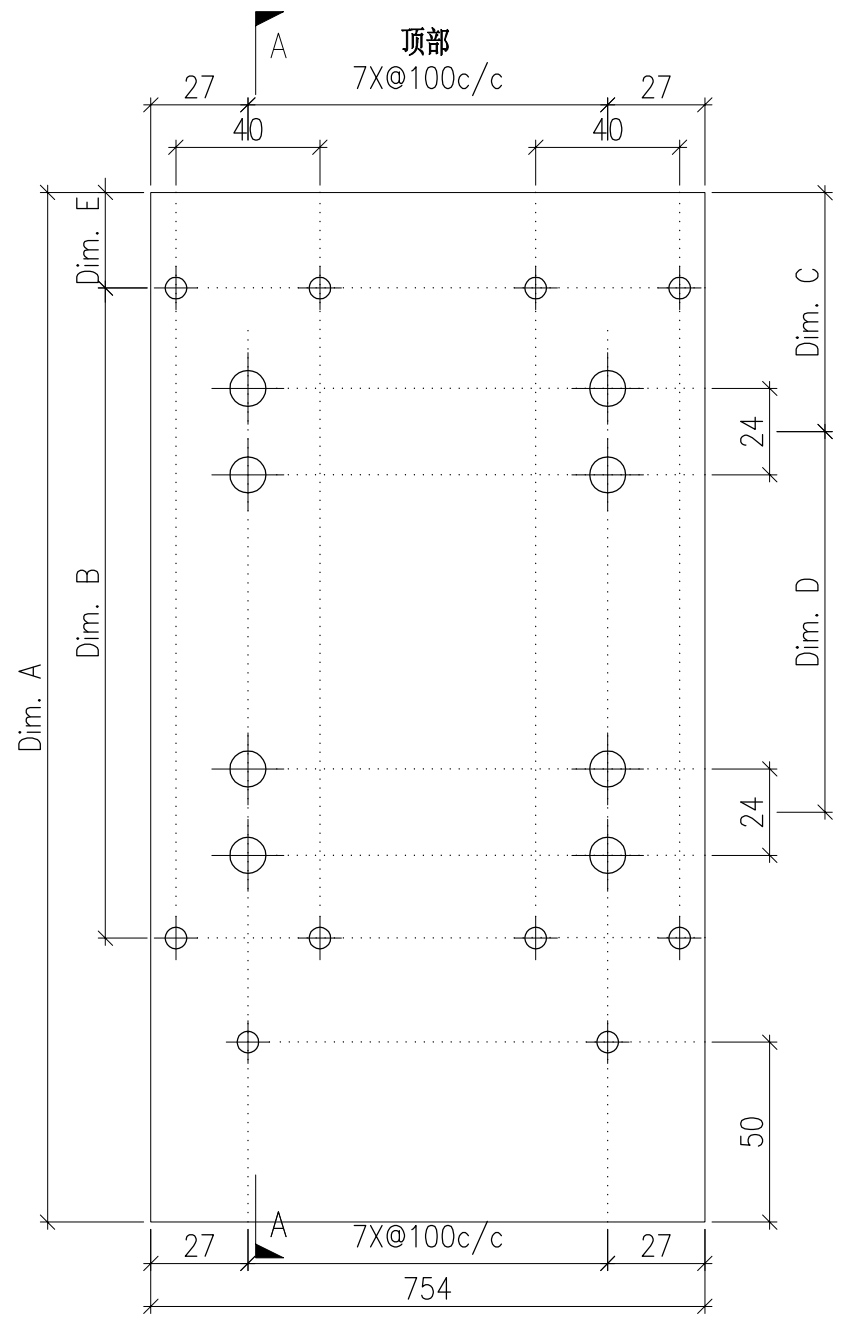 A
顶部
7X@100c/c
27
27
40
40
Dim. E
Dim. C
24
Dim. B
Dim. D
Dim. A
24
50
A
7X@100c/c
27
27
754